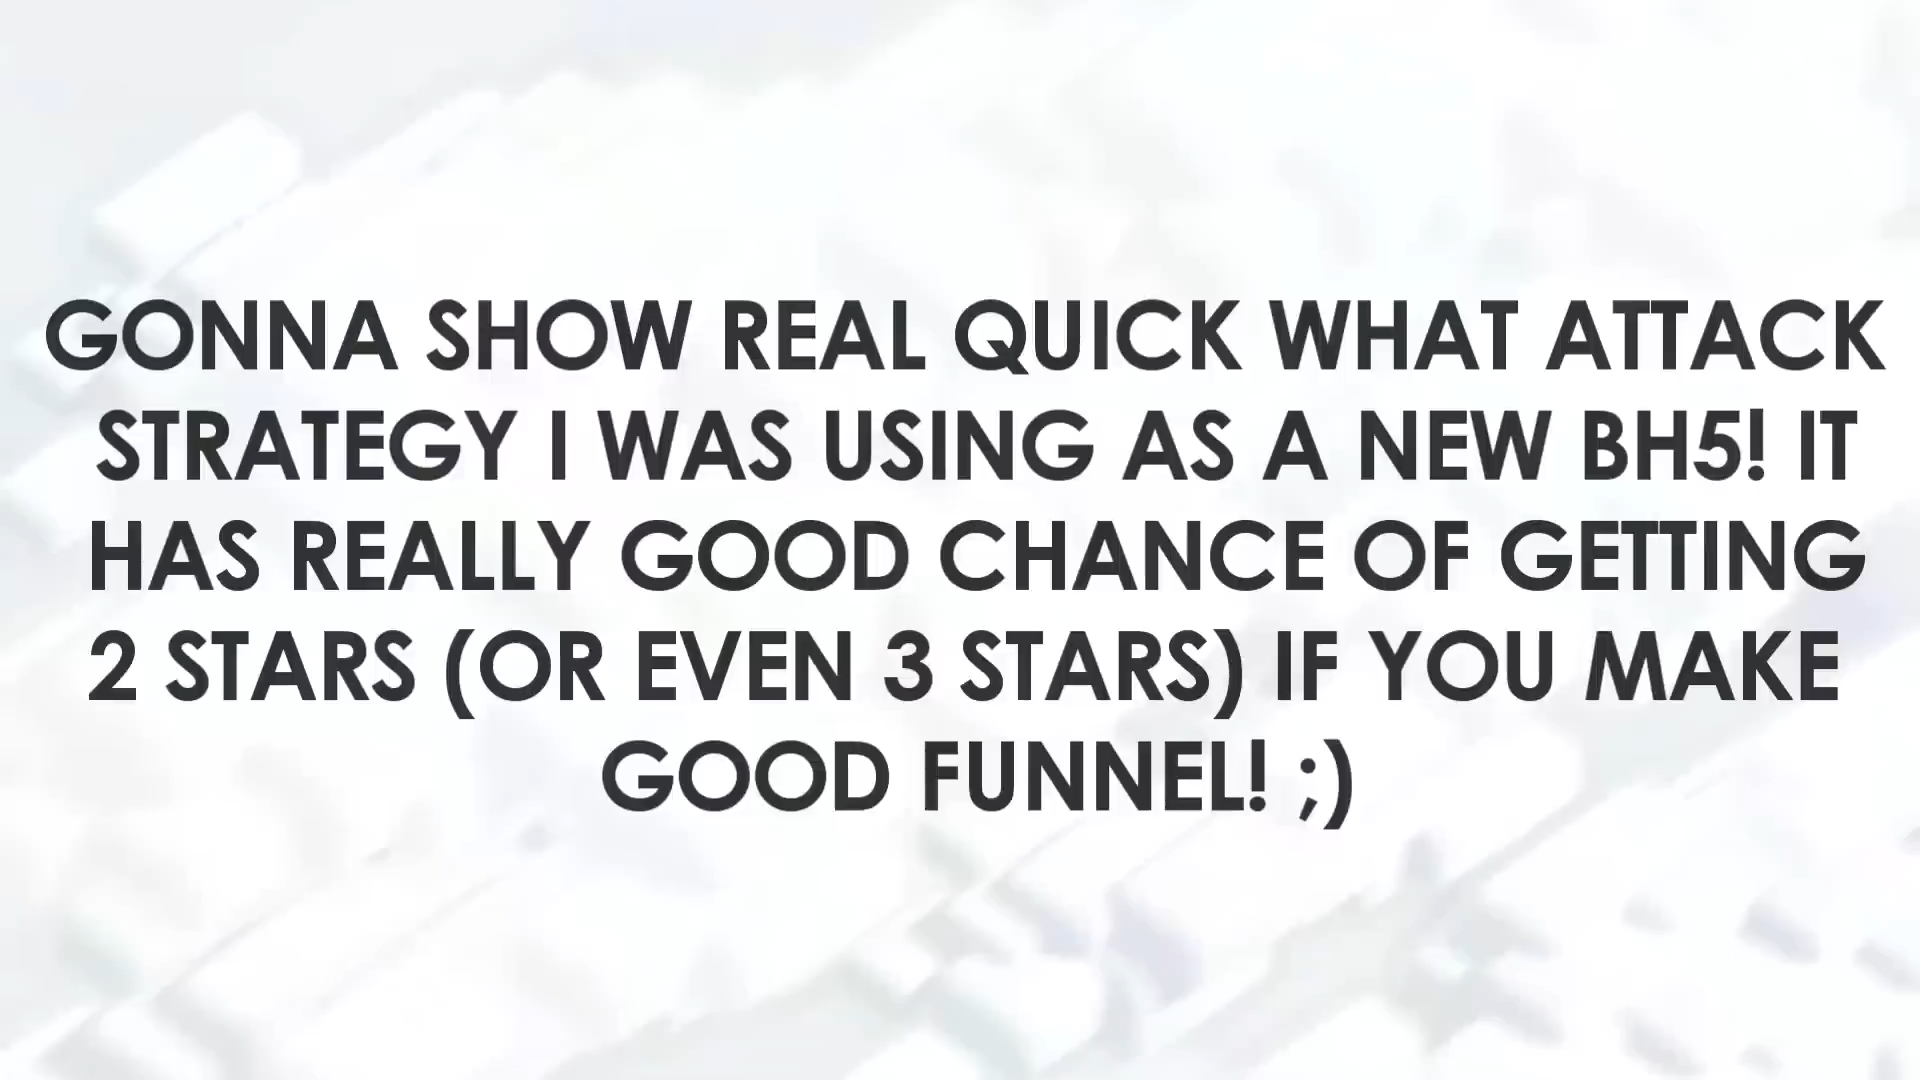 GONNA SHOW REAL QUICK WHAT ATTACK
STRATEGY I WAS USING AS A NEW BH5! IT
HAS REALLY GOOD CHANCE OF GETTING
2 STARS (OR EVEN 3 STARS) IF YOU MAKE
GOOD FUNNEL! ;)